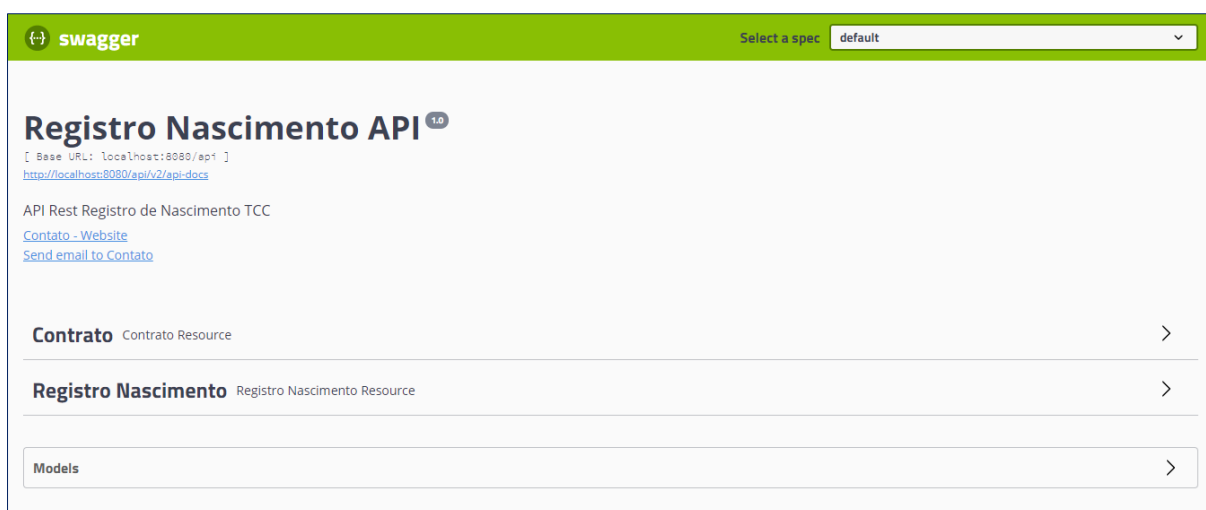 {···} swagger Select a spec default
Registro Nascimento API 1.0
[ Base URL: localhost:8080/api ]
http://localhost:8080/api/v2/api-docs
API Rest Registro de Nascimento TCC
Contato - Website
Send email to Contato
Contrato Contrato Resource
Registro Nascimento Registro Nascimento Resource
Models